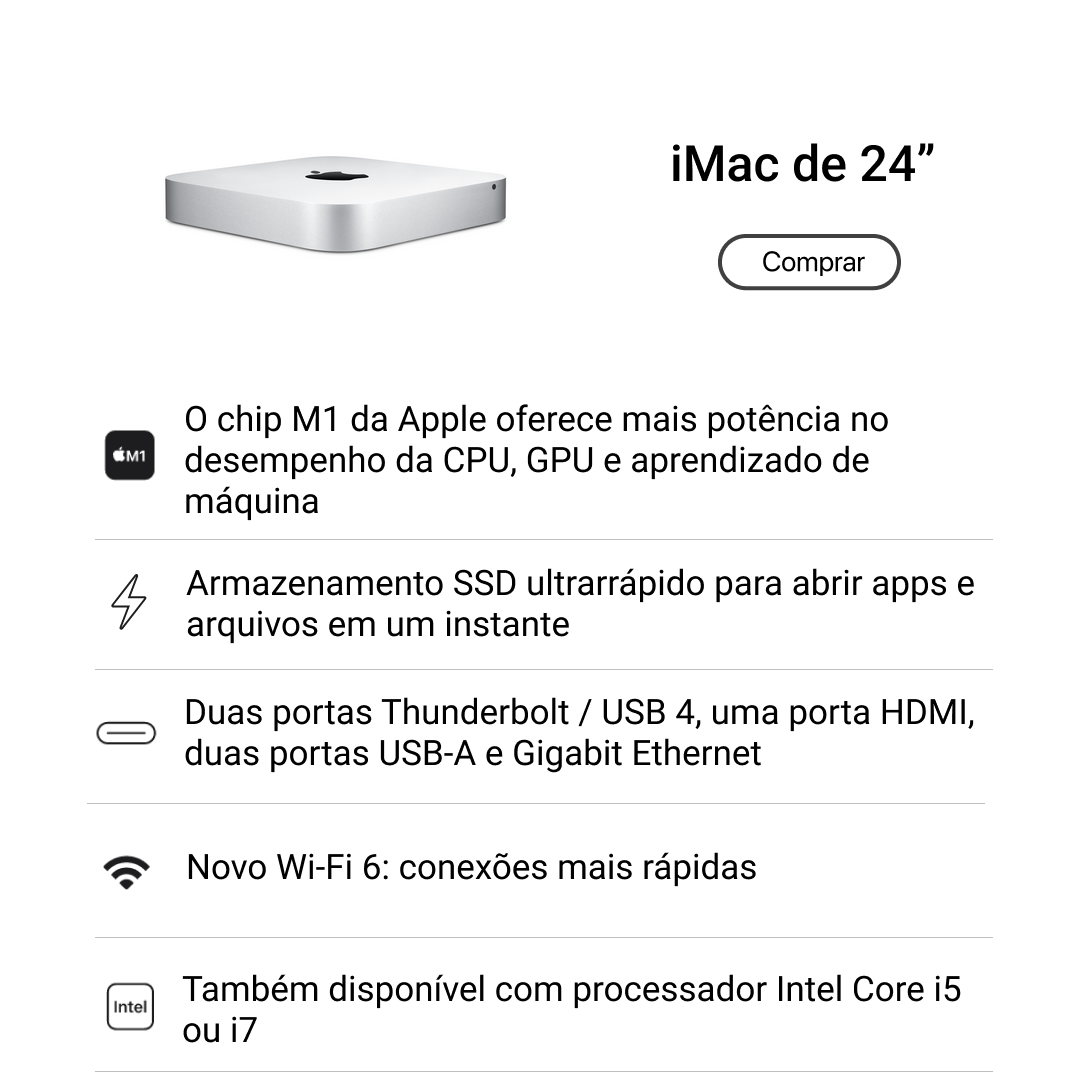 iMac de 24”
Comprar
O chip M1 da Apple oferece mais potência no
desempenho da CPU, GPU e aprendizado de
máquina
M1
Armazenamento SSD ultrarrápido para abrir apps e
arquivos em um instante
Duas portas Thunderbolt / USB 4, uma porta HDMI,
duas portas USB-A e Gigabit Ethernet
Novo Wi-Fi 6: conexões mais rápidas
Intel
Também disponível com processador Intel Core i5
ou i7